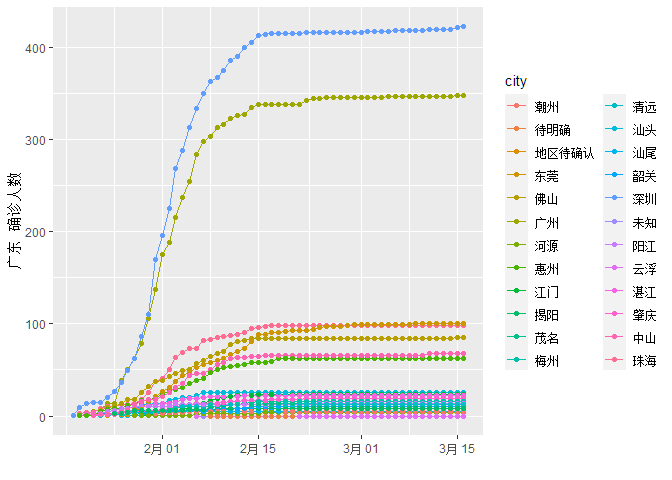 广东 确诊人数
400
300
200
100
0
2月 01
2月 15
3月 01
3月 15
city
潮州
待明确
地区待确认
东莞
佛山
广州
河源
惠州
江门
揭阳
茂名
梅州
清远
汕头
汕尾
韶关
深圳
未知
阳江
云浮
湛江
肇庆
中山
珠海